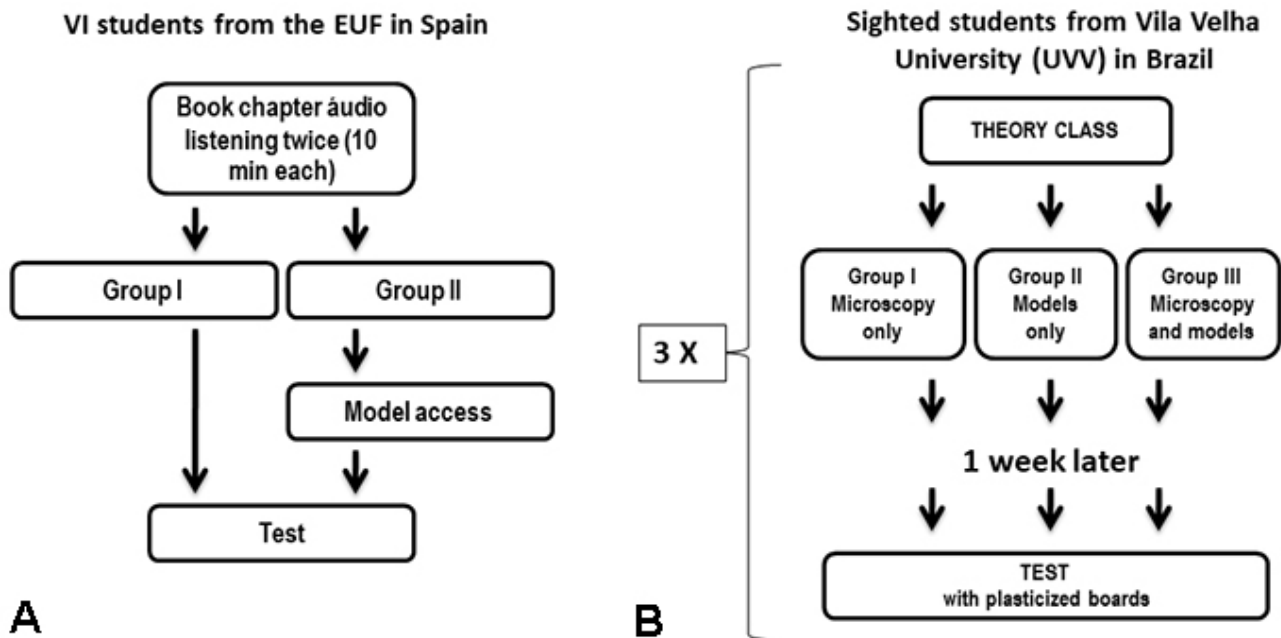 VI students from the EUF in Spain
Book chapter áudio
listening twice (10
min each)
Group I
Group II
Model access
Test
A
Sighted students from Vila Velha
University (UVV) in Brazil
THEORY CLASS
Group I
Microscopy
only
Group II
Models
only
Group III
Microscopy
and models
3 X
1 week later
TEST
with plasticized boards
B